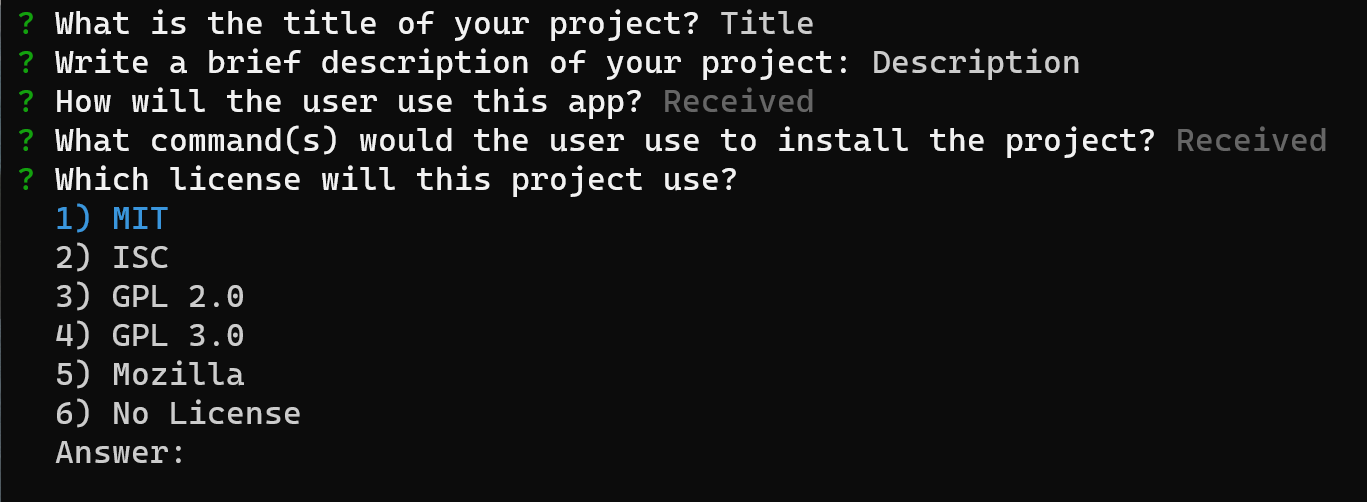 ? What is the title of your project? Title
? Write a brief description of your project: Description
? How will the user use this app? Received
? What command(s) would the user use to install the project? Received
? Which license will this project use?
1) MIT
2) ISC
3) GPL 2.0
4) GPL 3.0
5) Mozilla
6) No License
Answer: